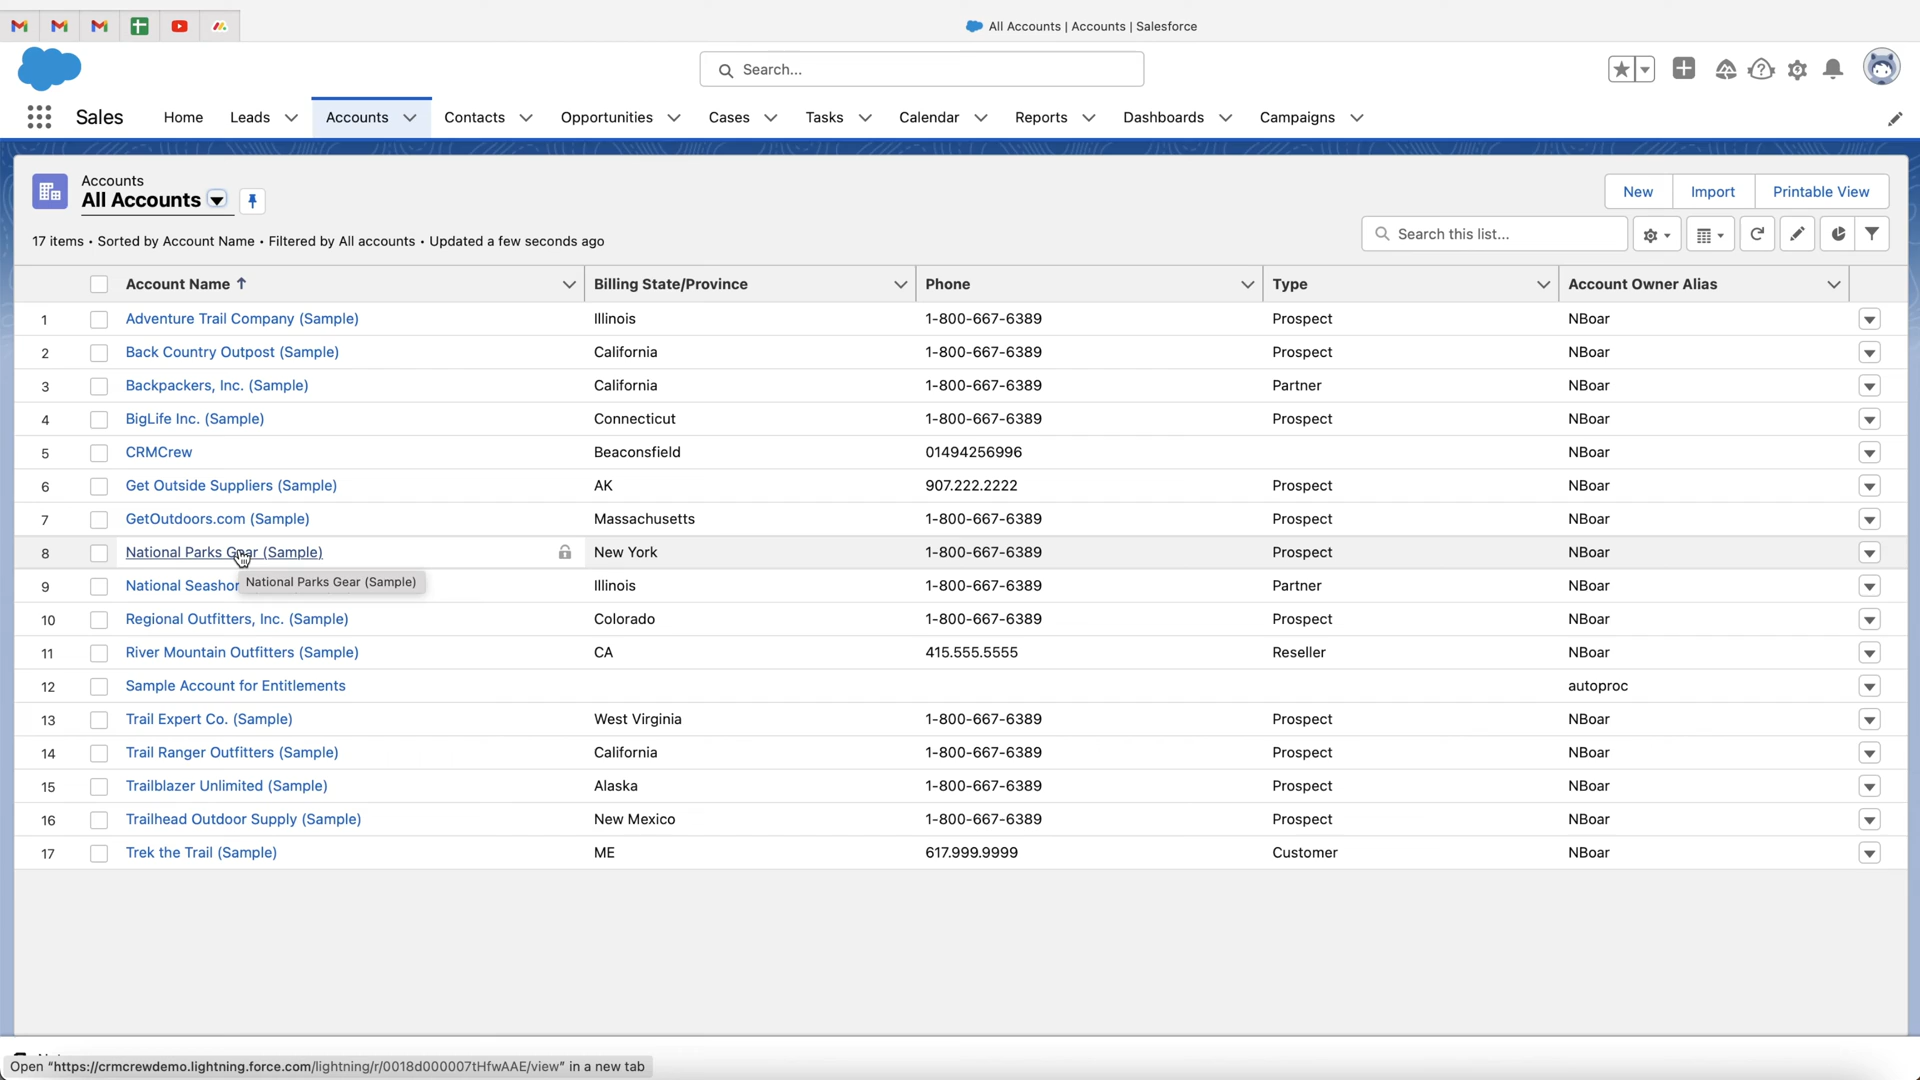 All Accounts | Accounts | Salesforce
Search...
Sales Home Leads Accounts Contacts Opportunities Cases Tasks Calendar Reports Dashboards Campaigns
Accounts
All Accounts
New Import Printable View
17 items • Sorted by Account Name • Filtered by All accounts • Updated a few seconds ago
Search this list...
Account Name ↑ Billing State/Province Phone Type Account Owner Alias
1 Adventure Trail Company (Sample) Illinois 1-800-667-6389 Prospect NBoar
2 Back Country Outpost (Sample) California 1-800-667-6389 Prospect NBoar
3 Backpackers, Inc. (Sample) California 1-800-667-6389 Partner NBoar
4 BigLife Inc. (Sample) Connecticut 1-800-667-6389 Prospect NBoar
5 CRMCrew Beaconsfield 01494256996 NBoar
6 Get Outside Suppliers (Sample) AK 907.222.2222 Prospect NBoar
7 GetOutdoors.com (Sample) Massachusetts 1-800-667-6389 Prospect NBoar
8 National Parks Gear (Sample) New York 1-800-667-6389 Prospect NBoar
National Parks Gear (Sample)
9 National Seashor Illinois 1-800-667-6389 Partner NBoar
10 Regional Outfitters, Inc. (Sample) Colorado 1-800-667-6389 Prospect NBoar
11 River Mountain Outfitters (Sample) CA 415.555.5555 Reseller NBoar
12 Sample Account for Entitlements autoproc
13 Trail Expert Co. (Sample) West Virginia 1-800-667-6389 Prospect NBoar
14 Trail Ranger Outfitters (Sample) California 1-800-667-6389 Prospect NBoar
15 Trailblazer Unlimited (Sample) Alaska 1-800-667-6389 Prospect NBoar
16 Trailhead Outdoor Supply (Sample) New Mexico 1-800-667-6389 Prospect NBoar
17 Trek the Trail (Sample) ME 617.999.9999 Customer NBoar
Open "https://crmcrewdemo.lightning.force.com/lightning/r/0018d000007tHfwAAE/view" in a new tab